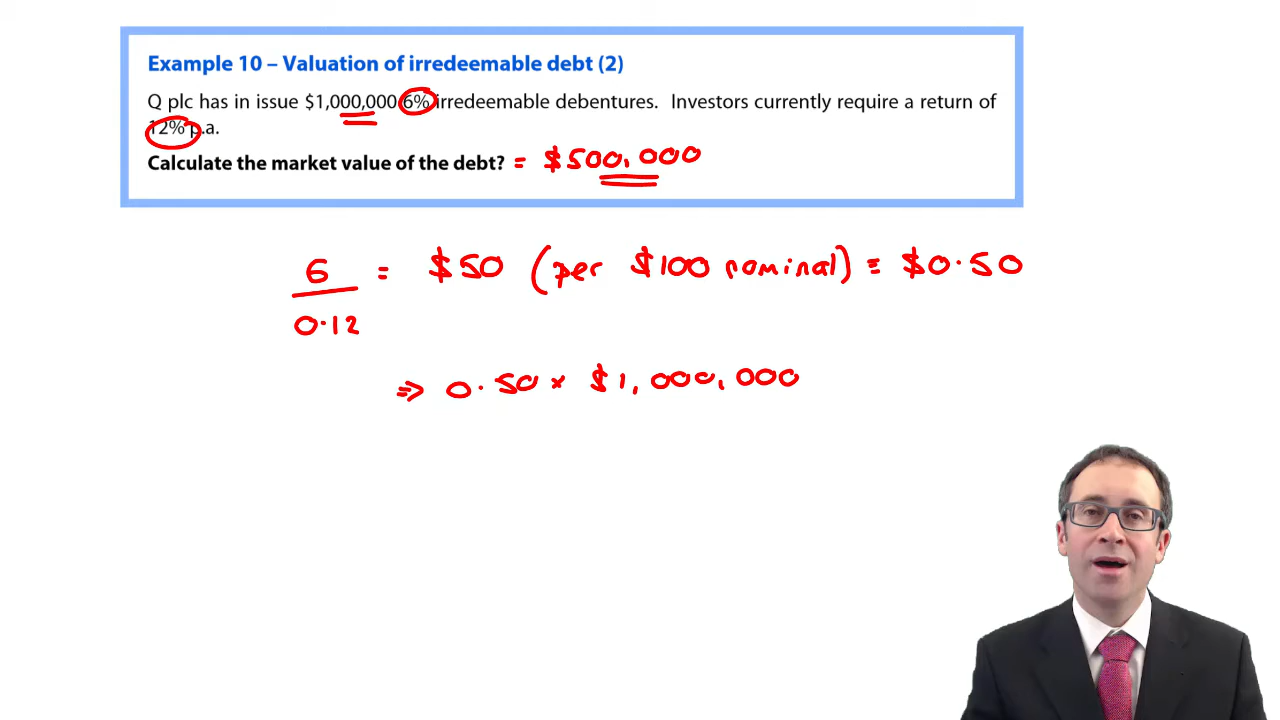 Example 10 – Valuation of irredeemable debt (2)
Q plc has in issue $1,000,000 6% irredeemable debentures. Investors currently require a return of
12% p.a.
Calculate the market value of the debt? = $500,000
6 = $50 (per $100 nominal) = $0.50
0.12
⇒ 0.50 × $1,000,000